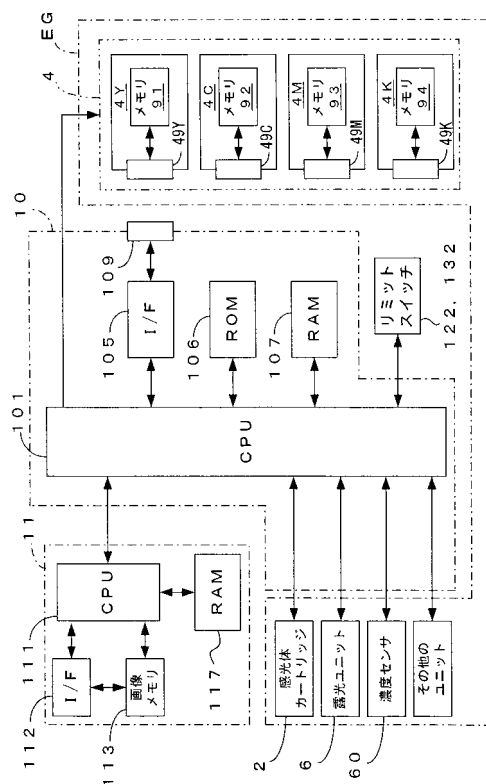 EG
4
4Y
メモリ
91
49Y
4C
メモリ
92
49C
4M
メモリ
93
49M
4K
メモリ
94
49K
10
109
I/F
105
ROM
106
RAM
107
リミット
スイッチ
122、132
101
CPU
11
111
CPU
RAM
117
112
I/F
113
画像
メモリ
感光体
カートリッジ
2
露光ユニット
6
濃度センサ
60
その他の
ユニット